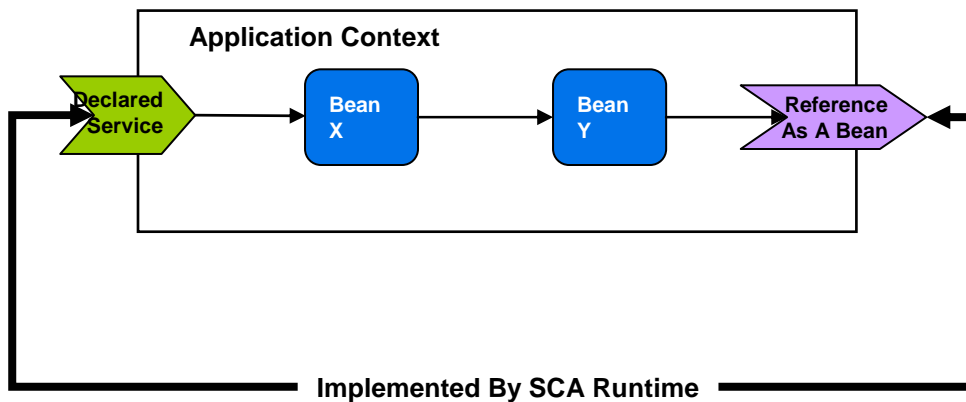 Application Context
Declared
Service
Bean
X
Bean
Y
Reference
As A Bean
Implemented By SCA Runtime